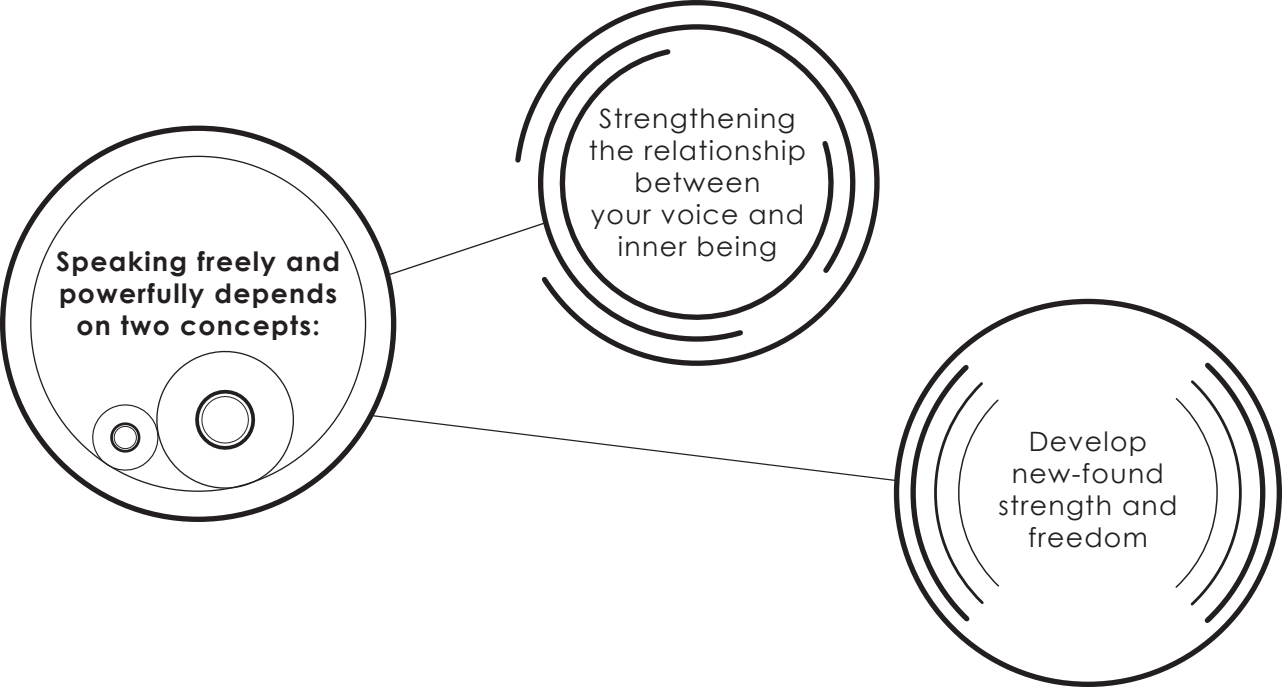 Speaking freely and
powerfully depends
on two concepts:
Strengthening
the relationship
between
your voice and
inner being
Develop
new-found
strength and
freedom